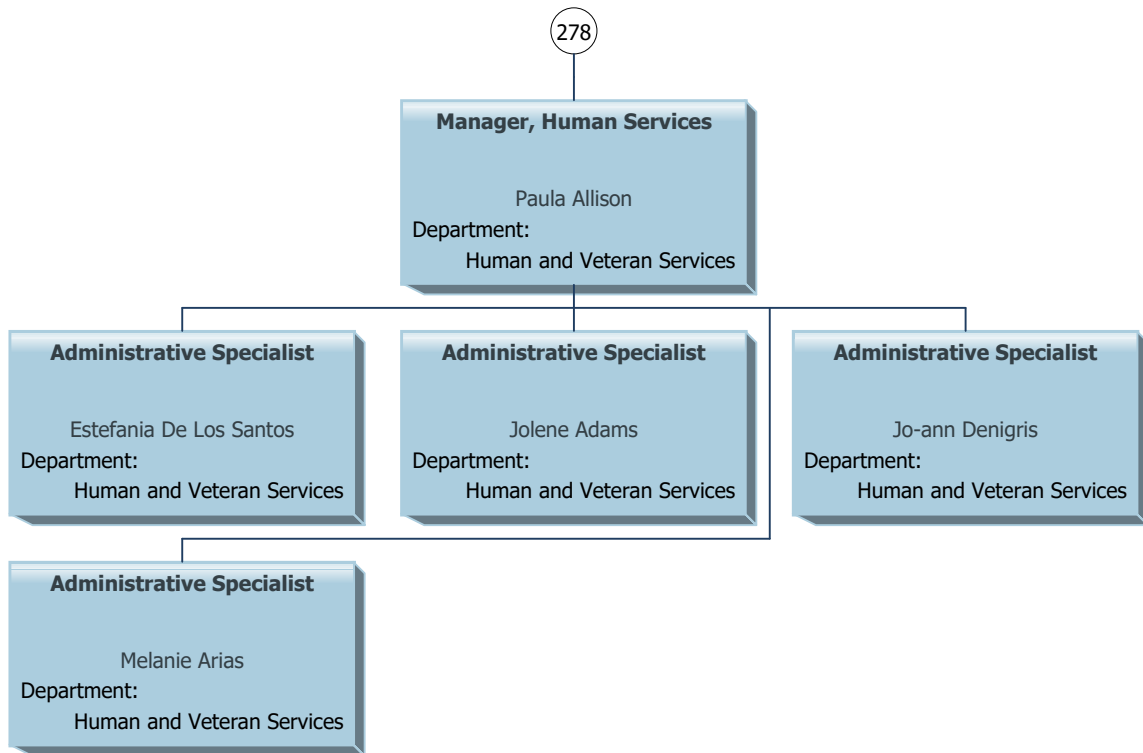 278
Manager, Human Services
Paula Allison
Department:
Human and Veteran Services
Administrative Specialist
Estefania De Los Santos
Department:
Human and Veteran Services
Administrative Specialist
Jolene Adams
Department:
Human and Veteran Services
Administrative Specialist
Jo-ann Denigris
Department:
Human and Veteran Services
Administrative Specialist
Melanie Arias
Department:
Human and Veteran Services